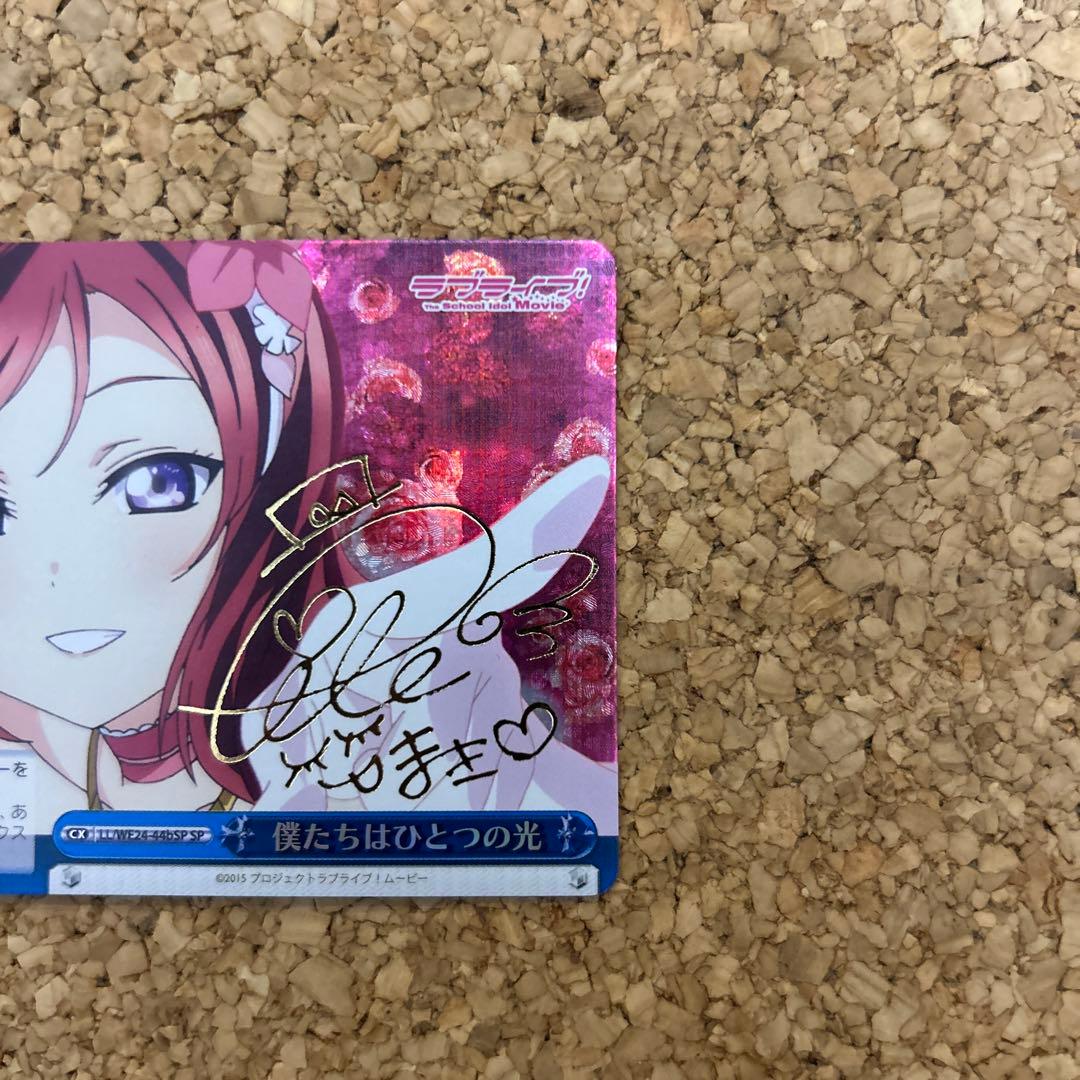 ラブライブ!
The School Idol Movie
ーを
、あ
クス
まき♡
CX LL/WE24-44bSP SP 僕たちはひとつの光
©2015 プロジェクトラブライブ！ムービー